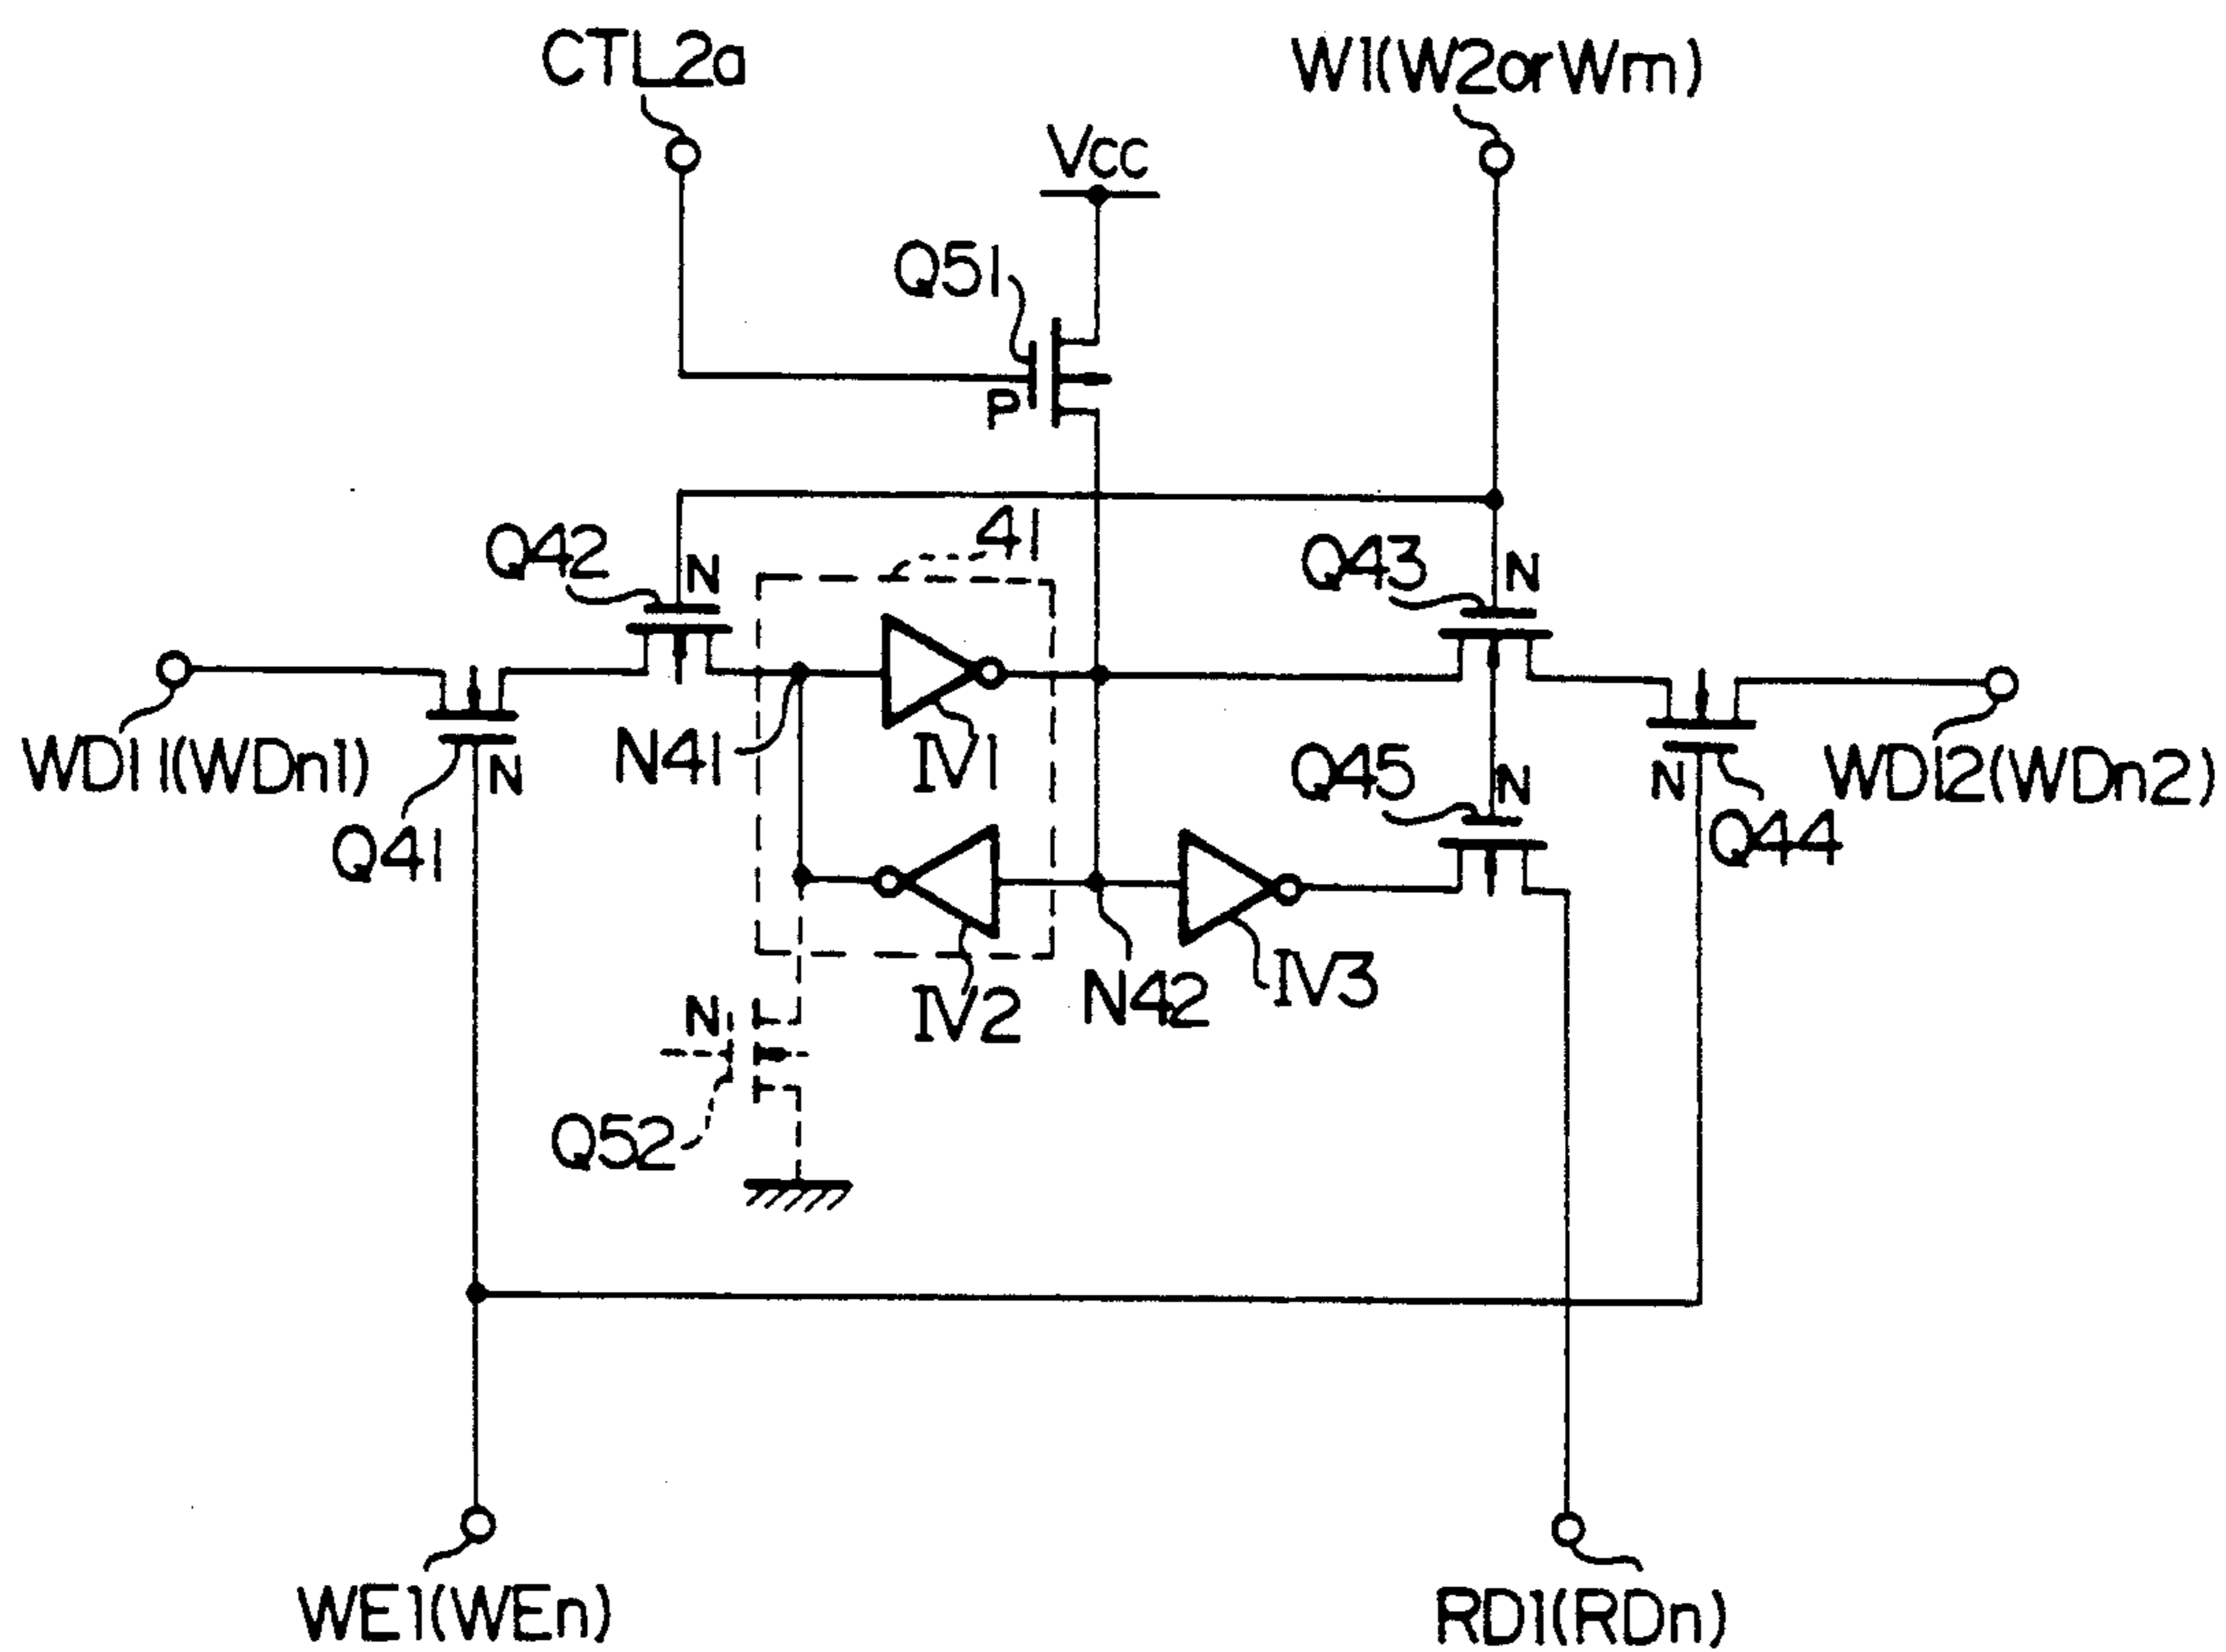 CTL2a
W1(W2orWm)
Vcc
Q51
P
41
Q42
N
Q43
N
N41
IV1
WD11(WDn1)
N
Q41
Q45
N
N
WD12(WDn2)
Q44
N
IV2
N42
IV3
Q52
WE1(WEn)
RD1(RDn)